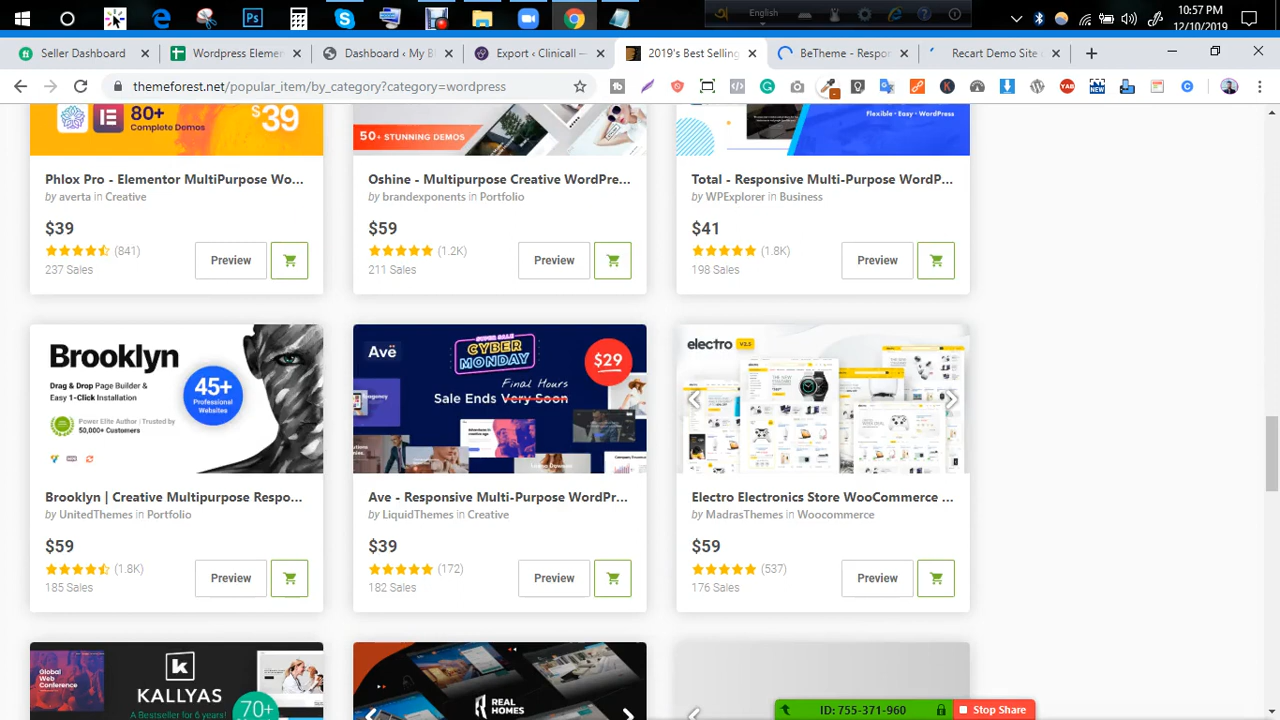 English
10:57 PM
12/10/2019
Seller Dashboard
Wordpress Elemen
Dashboard ‹ My B
Export ‹ Clinicall
2019's Best Selling
BeTheme - Respon
Recart Demo Site
themeforest.net/popular_item/by_category?category=wordpress
80+
Complete Demos
$39
50+ STUNNING DEMOS
Flexible • Easy • WordPress
Phlox Pro - Elementor MultiPurpose Wo...
by averta in Creative
$39
(841)
237 Sales
Preview
Oshine - Multipurpose Creative WordPre...
by brandexponents in Portfolio
$59
(1.2K)
211 Sales
Preview
Total - Responsive Multi-Purpose WordP...
by WPExplorer in Business
$41
(1.8K)
198 Sales
Preview
Brooklyn
Drag & Drop Page Builder &
Easy 1-Click Installation
45+
Professional
Websites
Power Elite Author / Trusted by
50,000+ Customers
Avē
SUPER SALE
CYBER
MONDAY
$29
Final Hours
Sale Ends Very Soon
electro
V2.5
Brooklyn | Creative Multipurpose Respo...
by UnitedThemes in Portfolio
$59
(1.8K)
185 Sales
Preview
Ave - Responsive Multi-Purpose WordPr...
by LiquidThemes in Creative
$39
(172)
182 Sales
Preview
Electro Electronics Store WooCommerce ...
by MadrasThemes in Woocommerce
$59
(537)
176 Sales
Preview
Global
Web
Conference
KALLYAS
A Bestseller for 6 years!
70+
REAL
HOMES
ID: 755-371-960
Stop Share